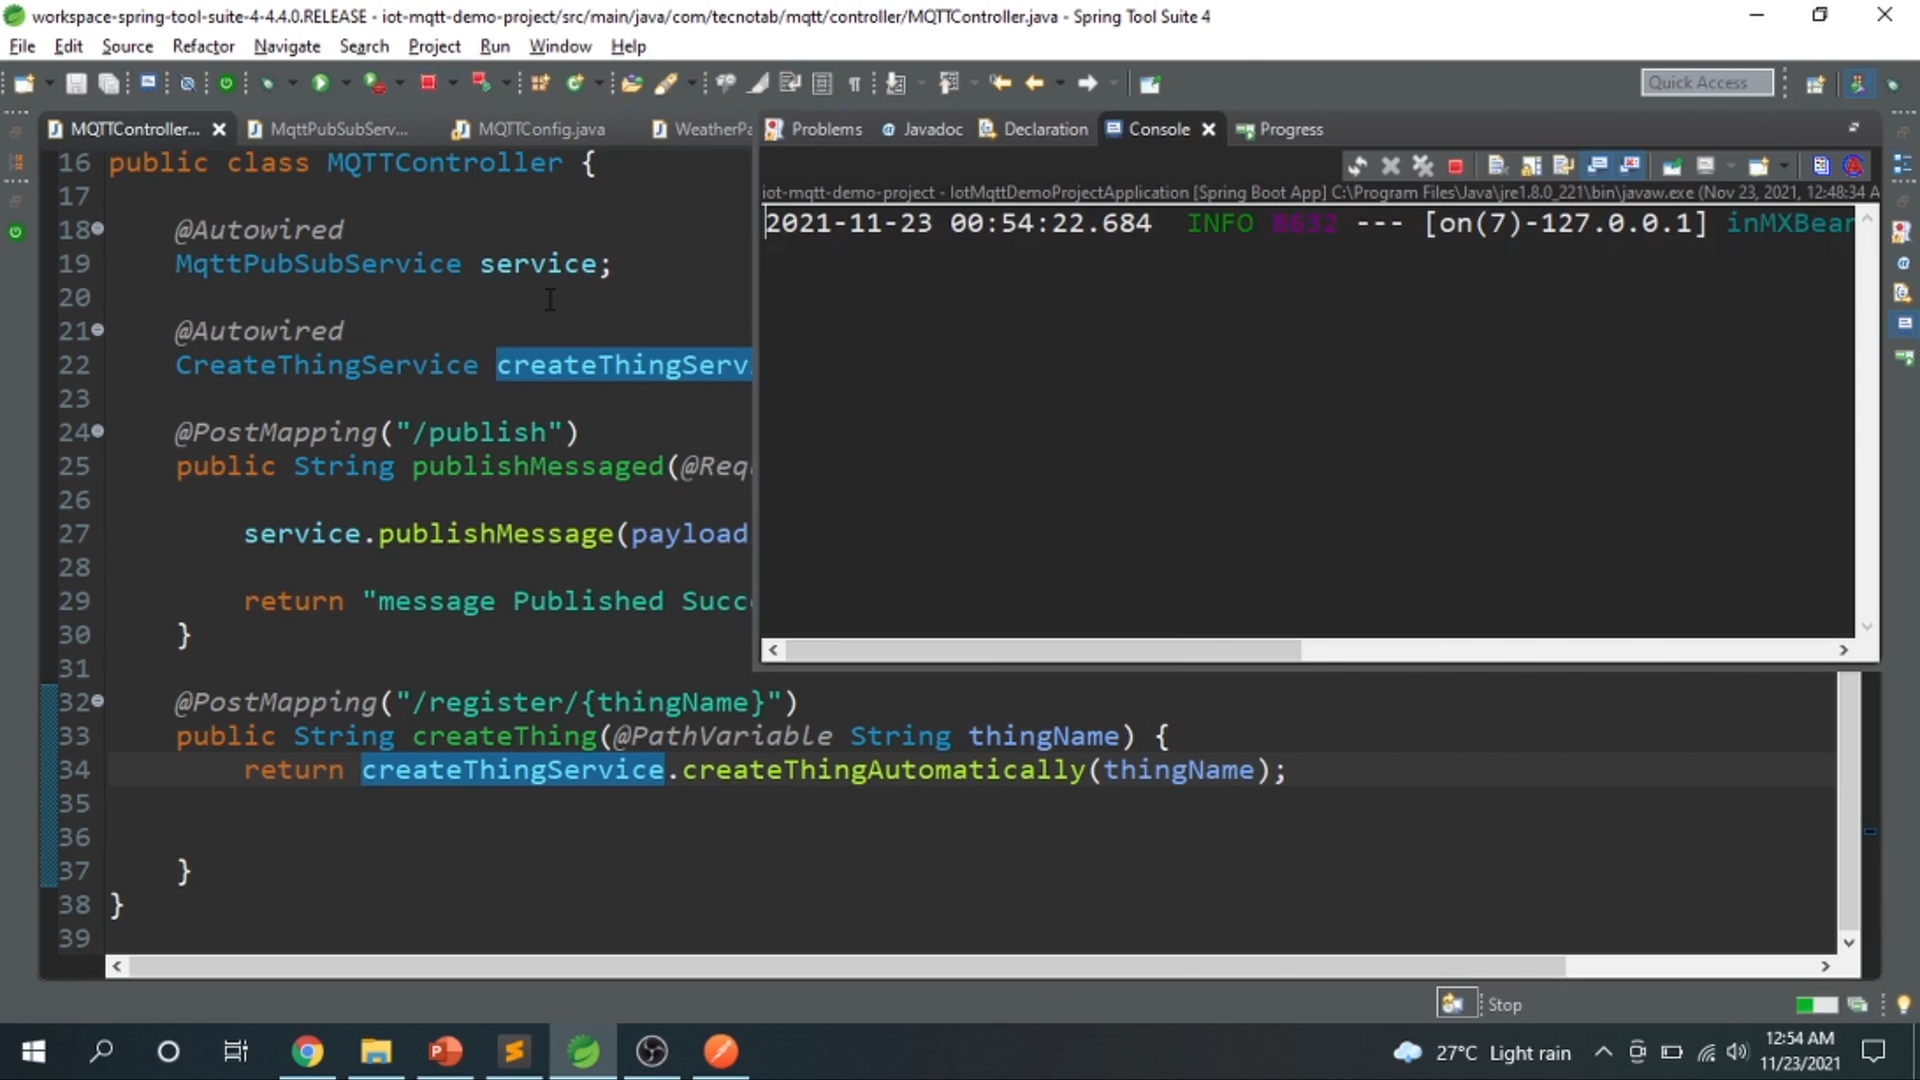 workspace-spring-tool-suite-4-4.4.0.RELEASE - iot-mqtt-demo-project/src/main/java/com/tecnotab/mqtt/controller/MQTTController.java - Spring Tool Suite 4
File Edit Source Refactor Navigate Search Project Run Window Help
Quick Access
MQTTController... MqttPubSubServ... MQTTConfig.java WeatherPa
Problems Javadoc Declaration Console Progress
iot-mqtt-demo-project - IotMqttDemoProjectApplication [Spring Boot App] C:\Program Files\Java\jre1.8.0_221\bin\javaw.exe (Nov 23, 2021, 12:48:34 A
2021-11-23 00:54:22.684 INFO 8632 --- [on(7)-127.0.0.1] inMXBear
16 public class MQTTController {
17
18 @Autowired
19 MqttPubSubService service;
20
21 @Autowired
22 CreateThingService createThingServi
23
24 @PostMapping("/publish")
25 public String publishMessaged(@Requ
26
27 service.publishMessage(payload
28
29 return "message Published Succe
30 }
31
32 @PostMapping("/register/{thingName}")
33 public String createThing(@PathVariable String thingName) {
34 return createThingService.createThingAutomatically(thingName);
35
36
37 }
38 }
39
Stop
27°C Light rain
12:54 AM
11/23/2021